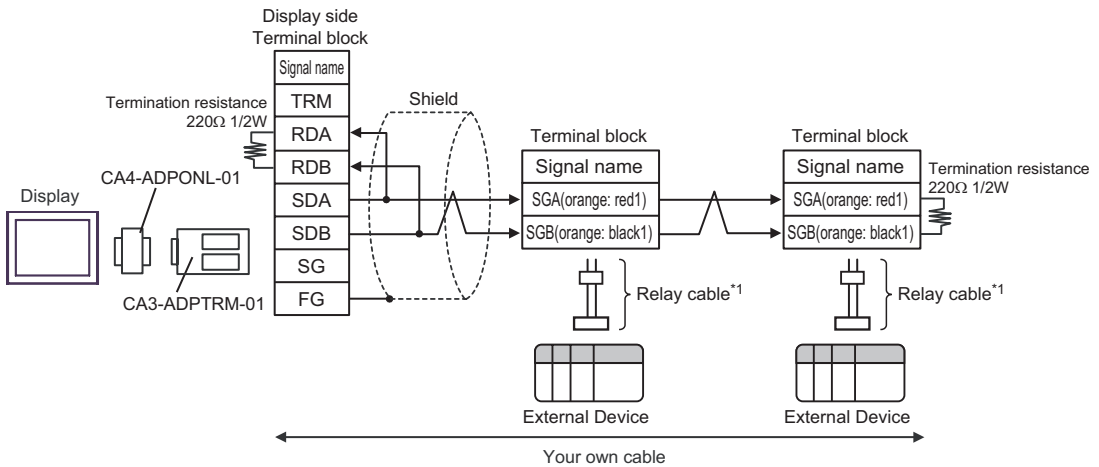 Display side
Terminal block
Signal name
TRM
RDA
RDB
SDA
SDB
SG
FG
Termination resistance
220Ω 1/2W
Shield
Display
CA4-ADPONL-01
CA3-ADPTRM-01
Terminal block
Signal name
SGA(orange: red1)
SGB(orange: black1)
Relay cable*1
External Device
Terminal block
Signal name
SGA(orange: red1)
SGB(orange: black1)
Termination resistance
220Ω 1/2W
Relay cable*1
External Device
Your own cable